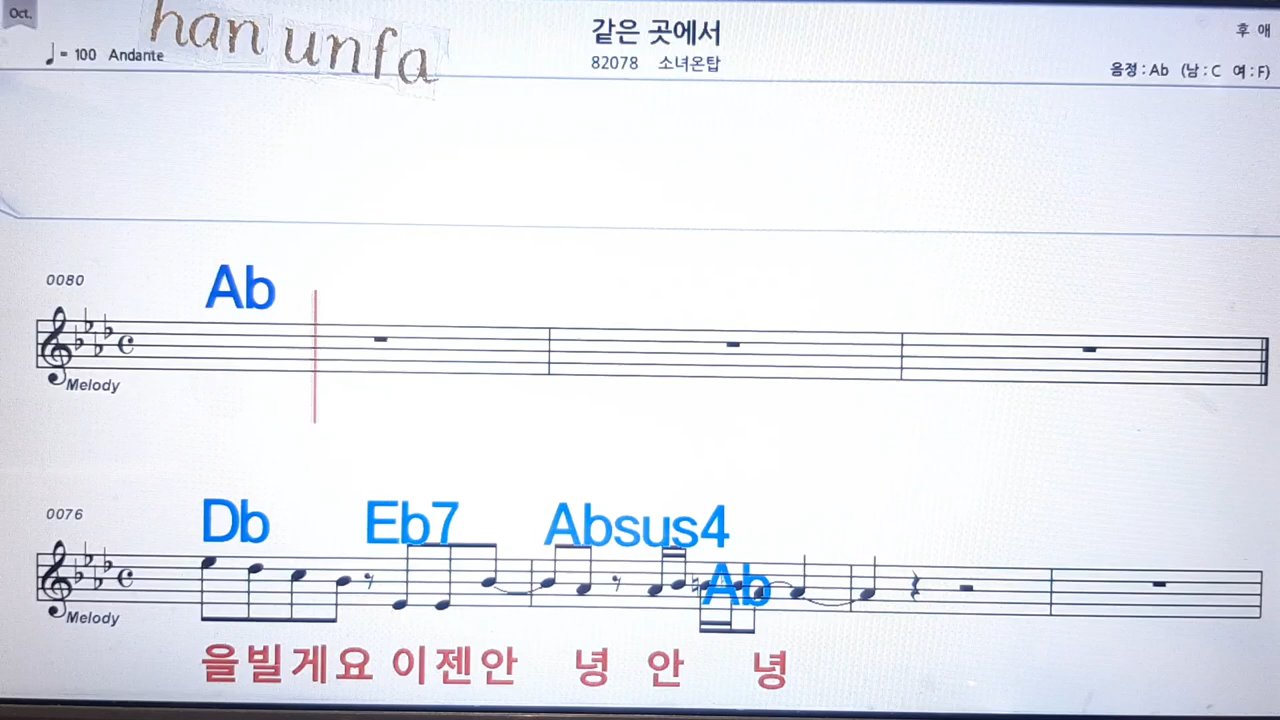 Oct.
han unfa
같은 곳에서
후 애
♩= 100 Andante
82078 소녀온탑
음정 : Ab (남 : C 여 : F)
0080
Ab
Melody
0076
Db Eb7 Absus4
Ab
Melody
을빌게요 이젠안 녕 안 녕